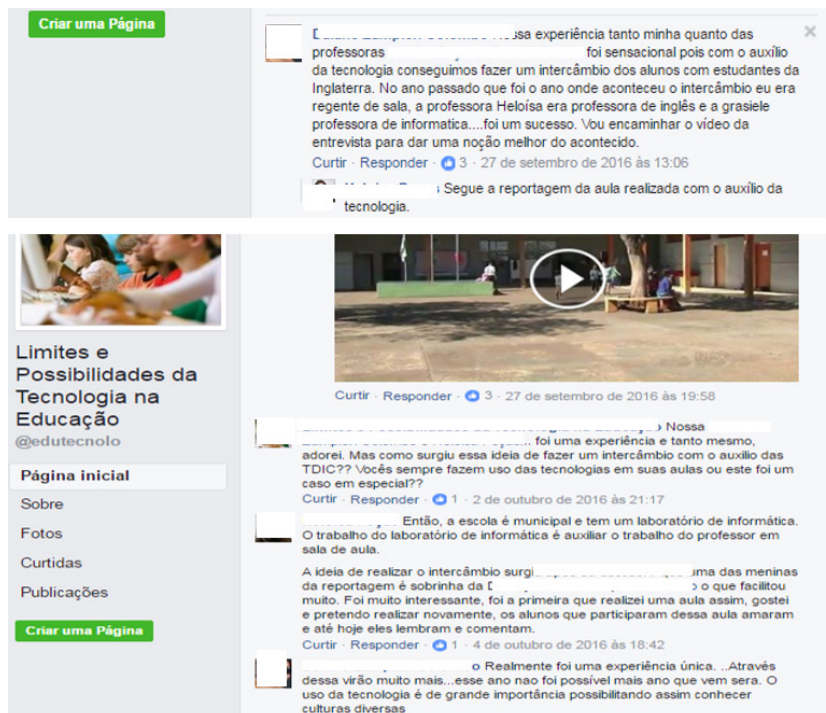 Criar uma Página
ssa experiência tanto minha quanto das
professoras foi sensacional pois com o auxílio
da tecnologia conseguimos fazer um intercâmbio dos alunos com estudantes da
Inglaterra. No ano passado que foi o ano onde aconteceu o intercâmbio eu era
regente de sala, a professora Heloísa era professora de inglês e a grasiele
professora de informatica....foi um sucesso. Vou encaminhar o vídeo da
entrevista para dar uma noção melhor do acontecido.
Curtir · Responder · 3 · 27 de setembro de 2016 às 13:06
Segue a reportagem da aula realizada com o auxílio da
tecnologia.
Limites e
Possibilidades da
Tecnologia na
Educação
@edutecnolo
Página inicial
Sobre
Fotos
Curtidas
Publicações
Criar uma Página
Curtir · Responder · 3 · 27 de setembro de 2016 às 19:58
Nossa
foi uma experiência e tanto mesmo,
adorei. Mas como surgiu essa ideia de fazer um intercâmbio com o auxilio das
TDIC?? Vocês sempre fazem uso das tecnologias em suas aulas ou este foi um
caso em especial??
Curtir · Responder · 1 · 2 de outubro de 2016 às 21:17
Então, a escola é municipal e tem um laboratório de informática.
O trabalho do laboratório de informática é auxiliar o trabalho do professor em
sala de aula.
A ideia de realizar o intercâmbio uma das meninas
da reportagem é sobrinha da o que facilitou
muito. Foi muito interessante, foi a primeira que realizei uma aula assim, gostei
e pretendo realizar novamente, os alunos que participaram dessa aula amaram
e até hoje eles lembram e comentam.
Curtir · Responder · 1 · 4 de outubro de 2016 às 18:42
Realmente foi uma experiência única. ..Através
dessa virão muito mais...esse ano nao foi possível mais ano que vem sera. O
uso da tecnologia é de grande importância possibilitando assim conhecer
culturas diversas